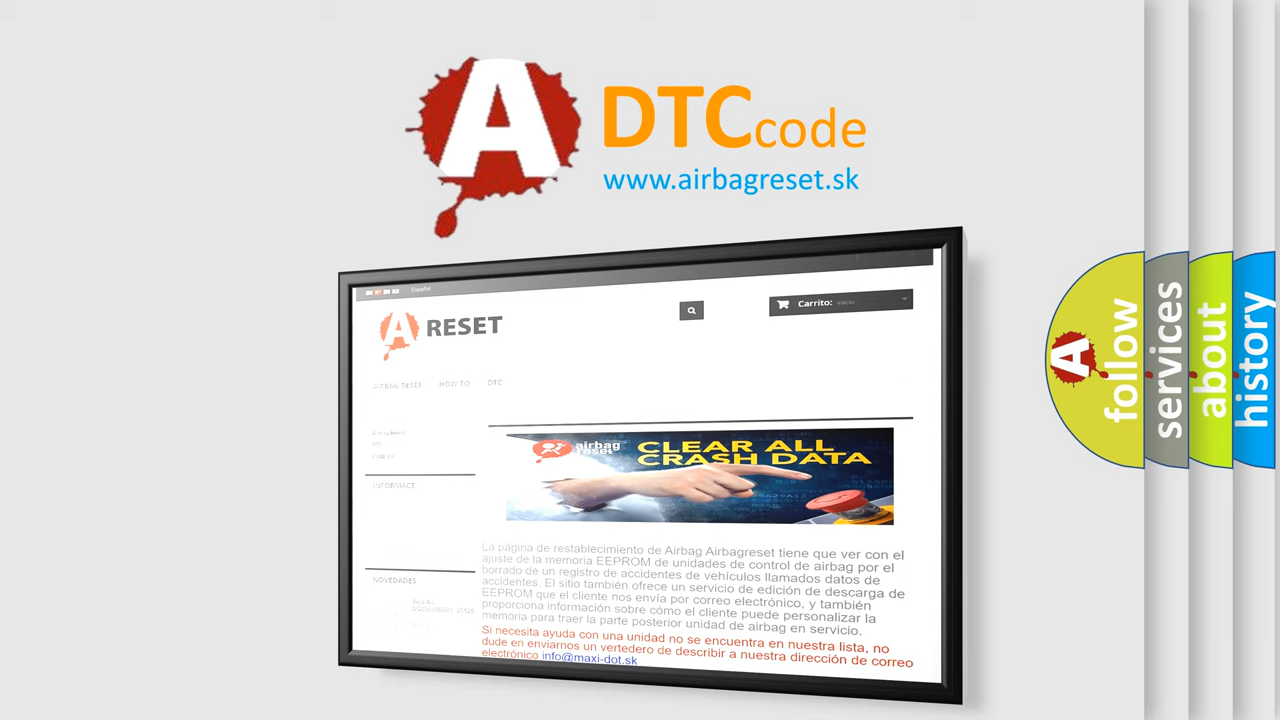 A
DTCcode
www.airbagreset.sk
Español
A RESET
Carrito: vacío
AIRBAG RESET HOW TO DTC
Airbag Reset
INFORMACE
NOVEDADES
airbag
reset
CLEAR ALL
CRASH DATA
La página de restablecimiento de Airbag Airbagreset tiene que ver con el
ajuste de la memoria EEPROM de unidades de control de airbag por el
borrado de un registro de accidentes de vehículos llamados datos de
accidentes. El sitio también ofrece un servicio de edición de descarga de
EEPROM que el cliente nos envía por correo electrónico, y también
proporciona información sobre cómo el cliente puede personalizar la
memoria para traer la parte posterior unidad de airbag en servicio.
Si necesita ayuda con una unidad no se encuentra en nuestra lista, no
dude en enviarnos un vertedero de describir a nuestra dirección de correo
electrónico info@maxi-dot.sk
A
follow
services
about
history